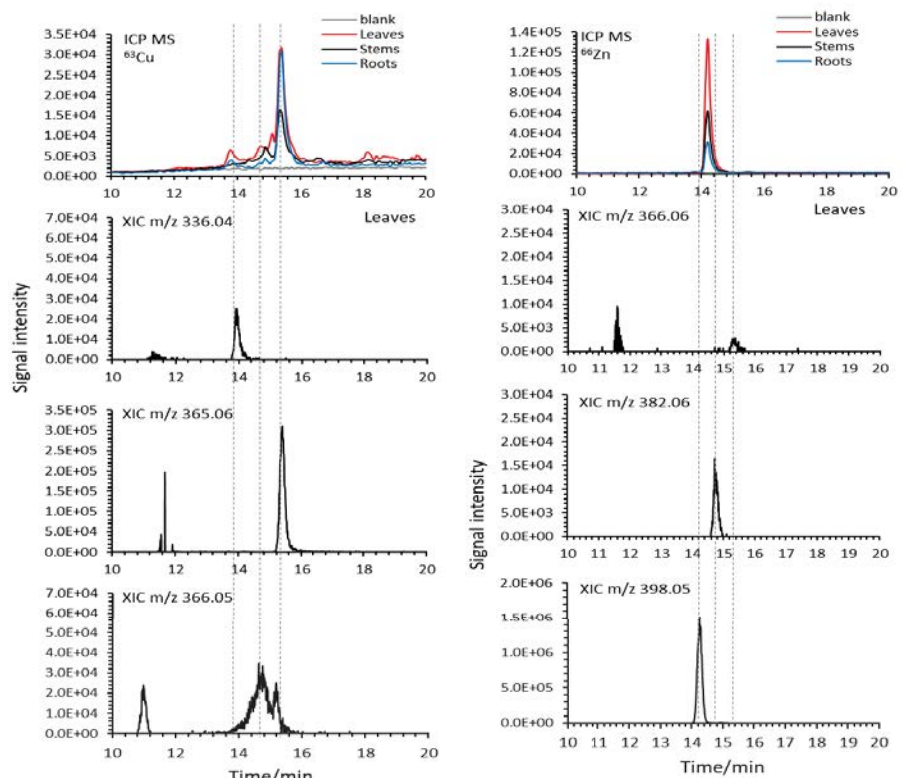 ICP MS
⁶³Cu
blank
Leaves
Stems
Roots
3.5E+04
3.0E+04
2.5E+04
2.0E+04
1.5E+04
1.0E+04
5.0E+03
0.0E+00
10 12 14 16 18 20
Leaves
XIC m/z 336.04
7.0E+04
6.0E+04
5.0E+04
4.0E+04
3.0E+04
2.0E+04
1.0E+04
0.0E+00
10 12 14 16 18 20
XIC m/z 365.06
3.5E+05
3.0E+05
2.5E+05
2.0E+05
1.5E+05
1.0E+05
5.0E+04
0.0E+00
10 12 14 16 18 20
XIC m/z 366.05
7.0E+04
6.0E+04
5.0E+04
4.0E+04
3.0E+04
2.0E+04
1.0E+04
0.0E+00
10 12 14 16 18 20
Time/min
Signal intensity
ICP MS
⁶⁶Zn
blank
Leaves
Stems
Roots
1.4E+05
1.2E+05
1.0E+05
8.0E+04
6.0E+04
4.0E+04
2.0E+04
0.0E+00
10 12 14 16 18 20
Leaves
XIC m/z 366.06
3.0E+04
2.5E+04
2.0E+04
1.5E+04
1.0E+04
5.0E+03
0.0E+00
10 11 12 13 14 15 16 17 18 19 20
XIC m/z 382.06
3.0E+04
2.5E+04
2.0E+04
1.5E+04
1.0E+04
5.0E+03
0.0E+00
10 11 12 13 14 15 16 17 18 19 20
XIC m/z 398.05
2.0E+06
1.5E+06
1.0E+06
5.0E+05
0.0E+00
10 11 12 13 14 15 16 17 18 19 20
Time/min
Signal intensity